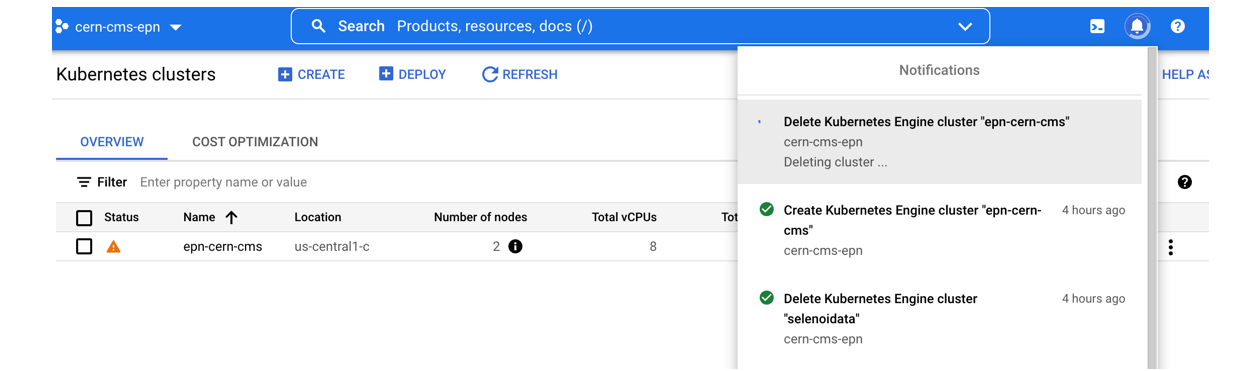 cern-cms-epn
Search Products, resources, docs (/)
Kubernetes clusters
CREATE
DEPLOY
REFRESH
HELP AS
OVERVIEW
COST OPTIMIZATION
Filter Enter property name or value
Status Name Location Number of nodes Total vCPUs Tot
epn-cern-cms us-central1-c 2 8
Notifications
Delete Kubernetes Engine cluster "epn-cern-cms"
cern-cms-epn
Deleting cluster ...
Create Kubernetes Engine cluster "epn-cern- 4 hours ago
cms"
cern-cms-epn
Delete Kubernetes Engine cluster 4 hours ago
"selenoidata"
cern-cms-epn